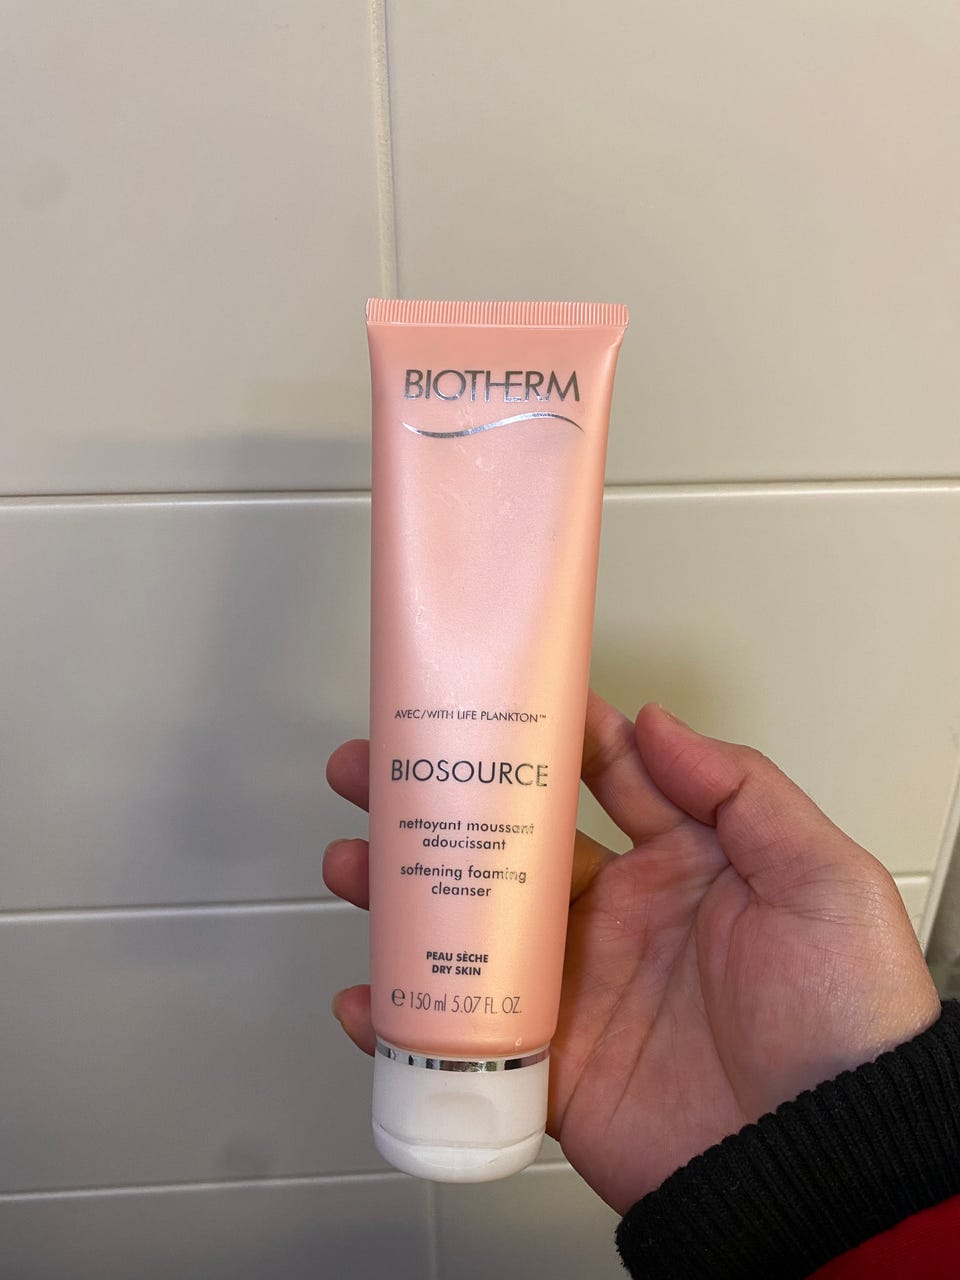 BIOTHERM
AVEC/WITH LIFE PLANKTON™
BIOSOURCE
nettoyant moussant
adoucissant
softening foaming
cleanser
PEAU SÈCHE
DRY SKIN
℮ 150 ml 5.07 FL. OZ.